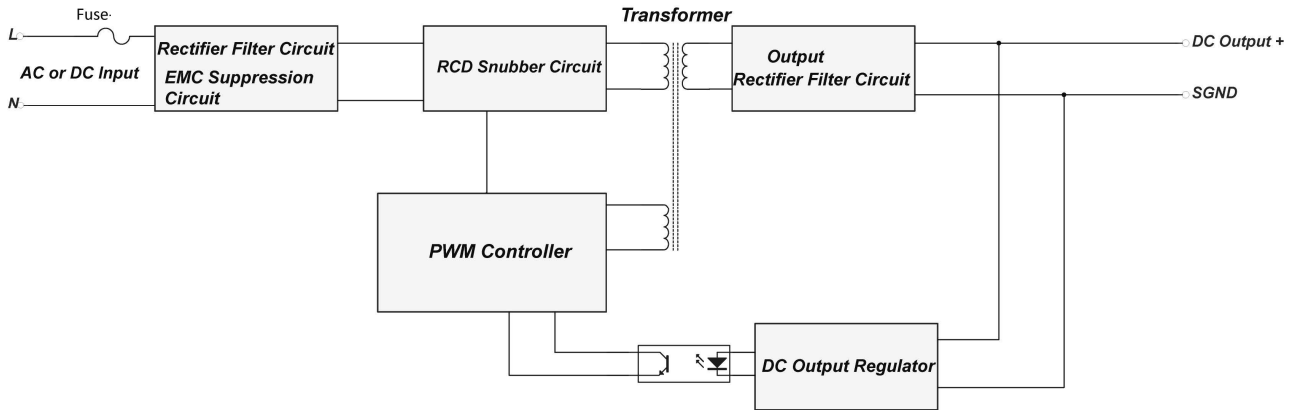 Transformer
Fuse
L
Rectifier Filter Circuit
EMC Suppression
Circuit
RCD Snubber Circuit
Output
Rectifier Filter Circuit
DC Output +
AC or DC Input
N
SGND
PWM Controller
DC Output Regulator